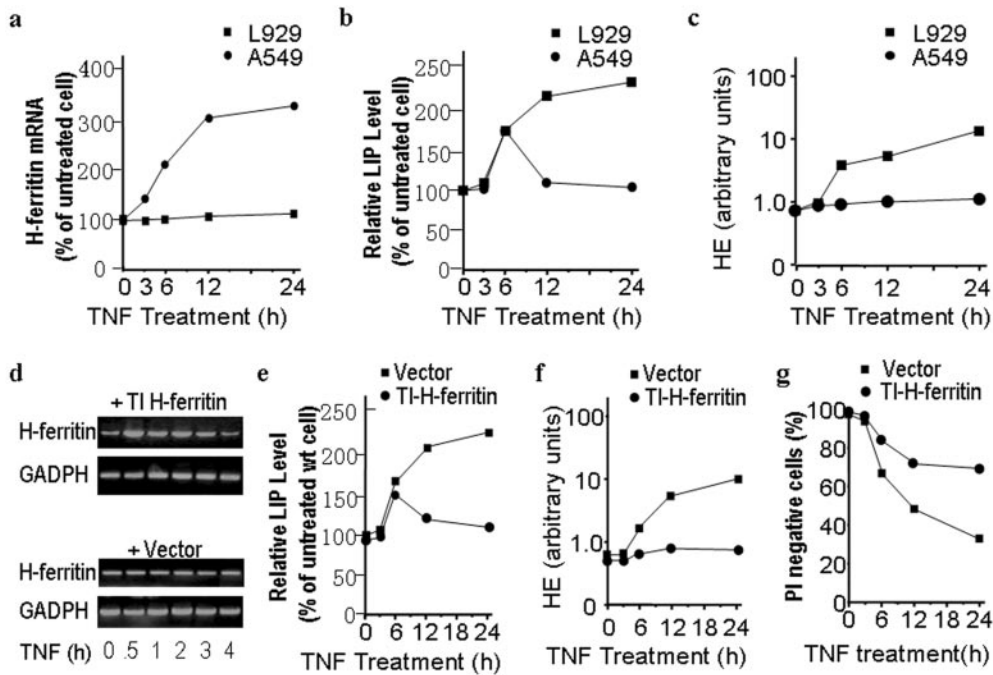 a
L929
A549
H-ferritin mRNA
(% of untreated cell)
400
300
200
100
0
0 3 6 12 24
TNF Treatment (h)
b
L929
A549
Relative LIP Level
(% of untreated cell)
250
200
150
100
50
0
0 3 6 12 24
TNF Treatment (h)
c
L929
A549
HE (arbitrary units)
100
10
1.0
0
0 3 6 12 24
TNF Treatment (h)
d
+ TI H-ferritin
H-ferritin
GADPH
+ Vector
H-ferritin
GADPH
TNF (h) 0 .5 1 2 3 4
e
Vector
TI-H-ferritin
Relative LIP Level
(% of untreated wt cell)
250
200
150
100
50
0
0 6 12 18 24
TNF Treatment (h)
f
Vector
TI-H-ferritin
HE (arbitrary units)
100
10
1.0
0
0 6 12 18 24
TNF Treatment (h)
g
Vector
TI-H-ferritin
PI negative cells (%)
100
80
60
40
20
0
0 6 12 18 24
TNF treatment(h)